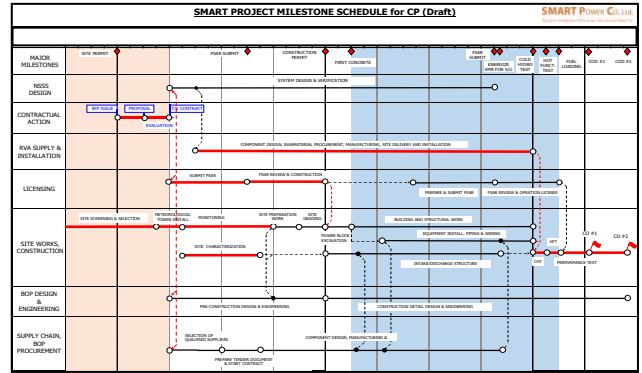 SMART PROJECT MILESTONE SCHEDULE for CP (Draft)
SMART POWER CO. Ltd.
MAJOR
MILESTONES
SITE PERMIT
PSAR SUBMIT
CONSTRUCTION
PERMIT
FIRST CONCRETE
FSAR
SUBMIT
ENERGIZE
SMR FOR S/U
COLD
HYDRO
TEST
HOT
FUNCT.
TEST
FUEL
LOADING
COD #1
COD #2
NSSS
DESIGN
SYSTEM DESIGN & VERIFICATION
CONTRACTUAL
ACTION
RFP ISSUE
PROPOSAL
CONTRACT
EVALUATION
RVA SUPPLY &
INSTALLATION
COMPONENT DESIGN, RAWMATERIAL PROCUREMENT, MANUFACTURING, SITE DELIVERY AND INSTALLATION
LICENSING
SUBMIT PSAR
PSAR REVIEW & CONSTRUCTION
PREPARE & SUBMIT FSAR
FSAR REVIEW & OPRATION LICENSE
SITE WORKS,
CONSTRUCTION
SITE SCREENING & SELECTION
METEOROLOGICAL
TOWER INSTALL
MONITORING
SITE PREPARATION
WORK
SITE
GRADING
BUILDING AND STRUCTURAL WORK
POWER BLOCK
EXCAVATION
EQUIPMENT INSTALL, PIPING & WIRING
SITE CHARACTERIZATION
INTAKE/DISCHARGE STRUCTURE
CHT
HFT
PERFORMANCE TEST
CO #2
BOP DESIGN
&
ENGINEERING
PRE-CONSTRUCTION DESIGN & ENGINEERING
CONSTRUCTION DETAIL DESIGN & ENGINEERING
SUPPLY CHAIN,
BOP
PROCUREMENT
SELECTION OF
QUALIFIED SUPPLIERS
PREPARE TENDER DOCUMENT
& START CONTRACT
COMPONENT DESIGN, MANUFACTURING &